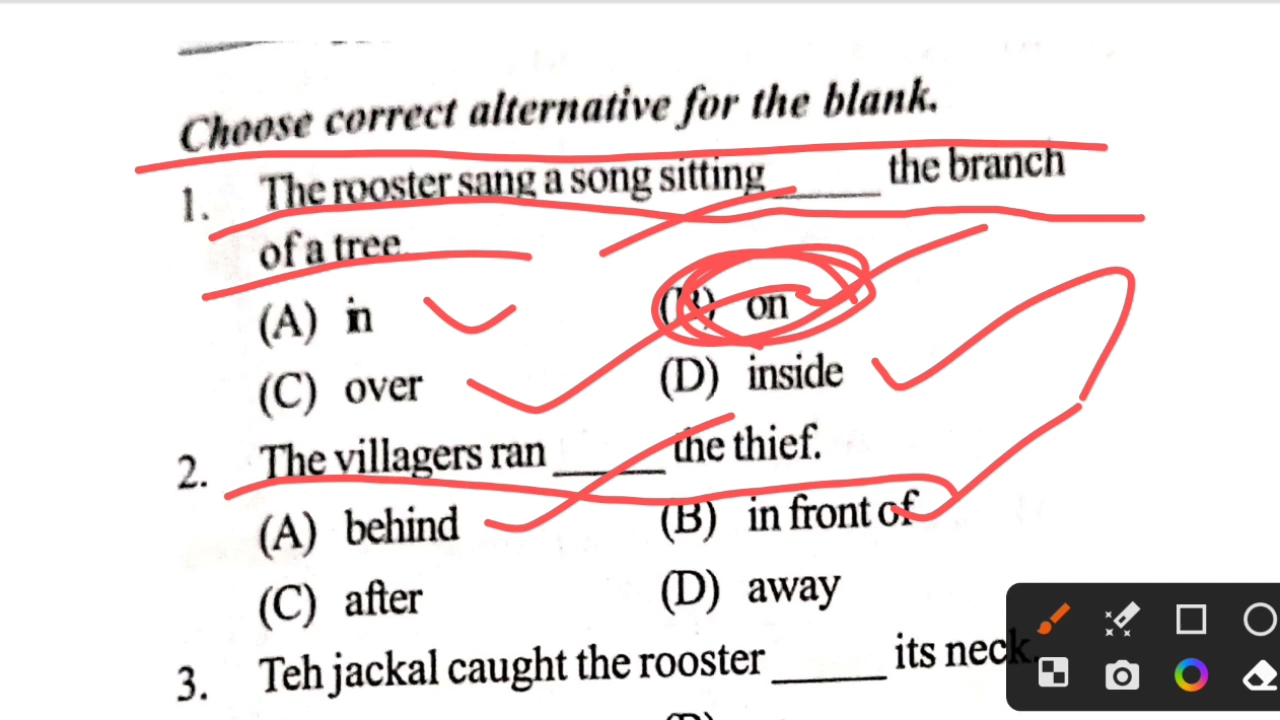 Choose correct alternative for the blank.
1. The rooster sang a song sitting _____ the branch
of a tree.
(A) in (B) on
(C) over (D) inside
2. The villagers ran _____ the thief.
(A) behind (B) in front of
(C) after (D) away
3. Teh jackal caught the rooster _____ its neck.